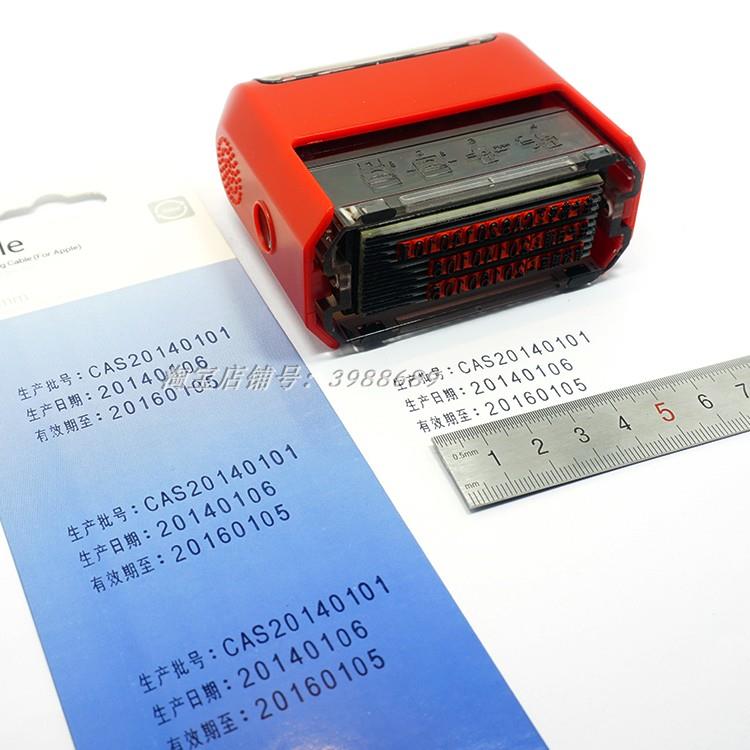 le
g Cable (For Apple)
mm
生产批号: CAS20140101
生产日期: 20140106
有效期至: 20160105
淘宝店铺号: 3988689
生产批号: CAS20140101
生产日期: 20140106
有效期至: 20160105
0.5mm
mm
1 2 3 4 5 6 7
生产批号: CAS20140101
生产日期: 20140106
有效期至: 20160105
生产批号: CAS20140101
生产日期: 20140106
有效期至: 20160105